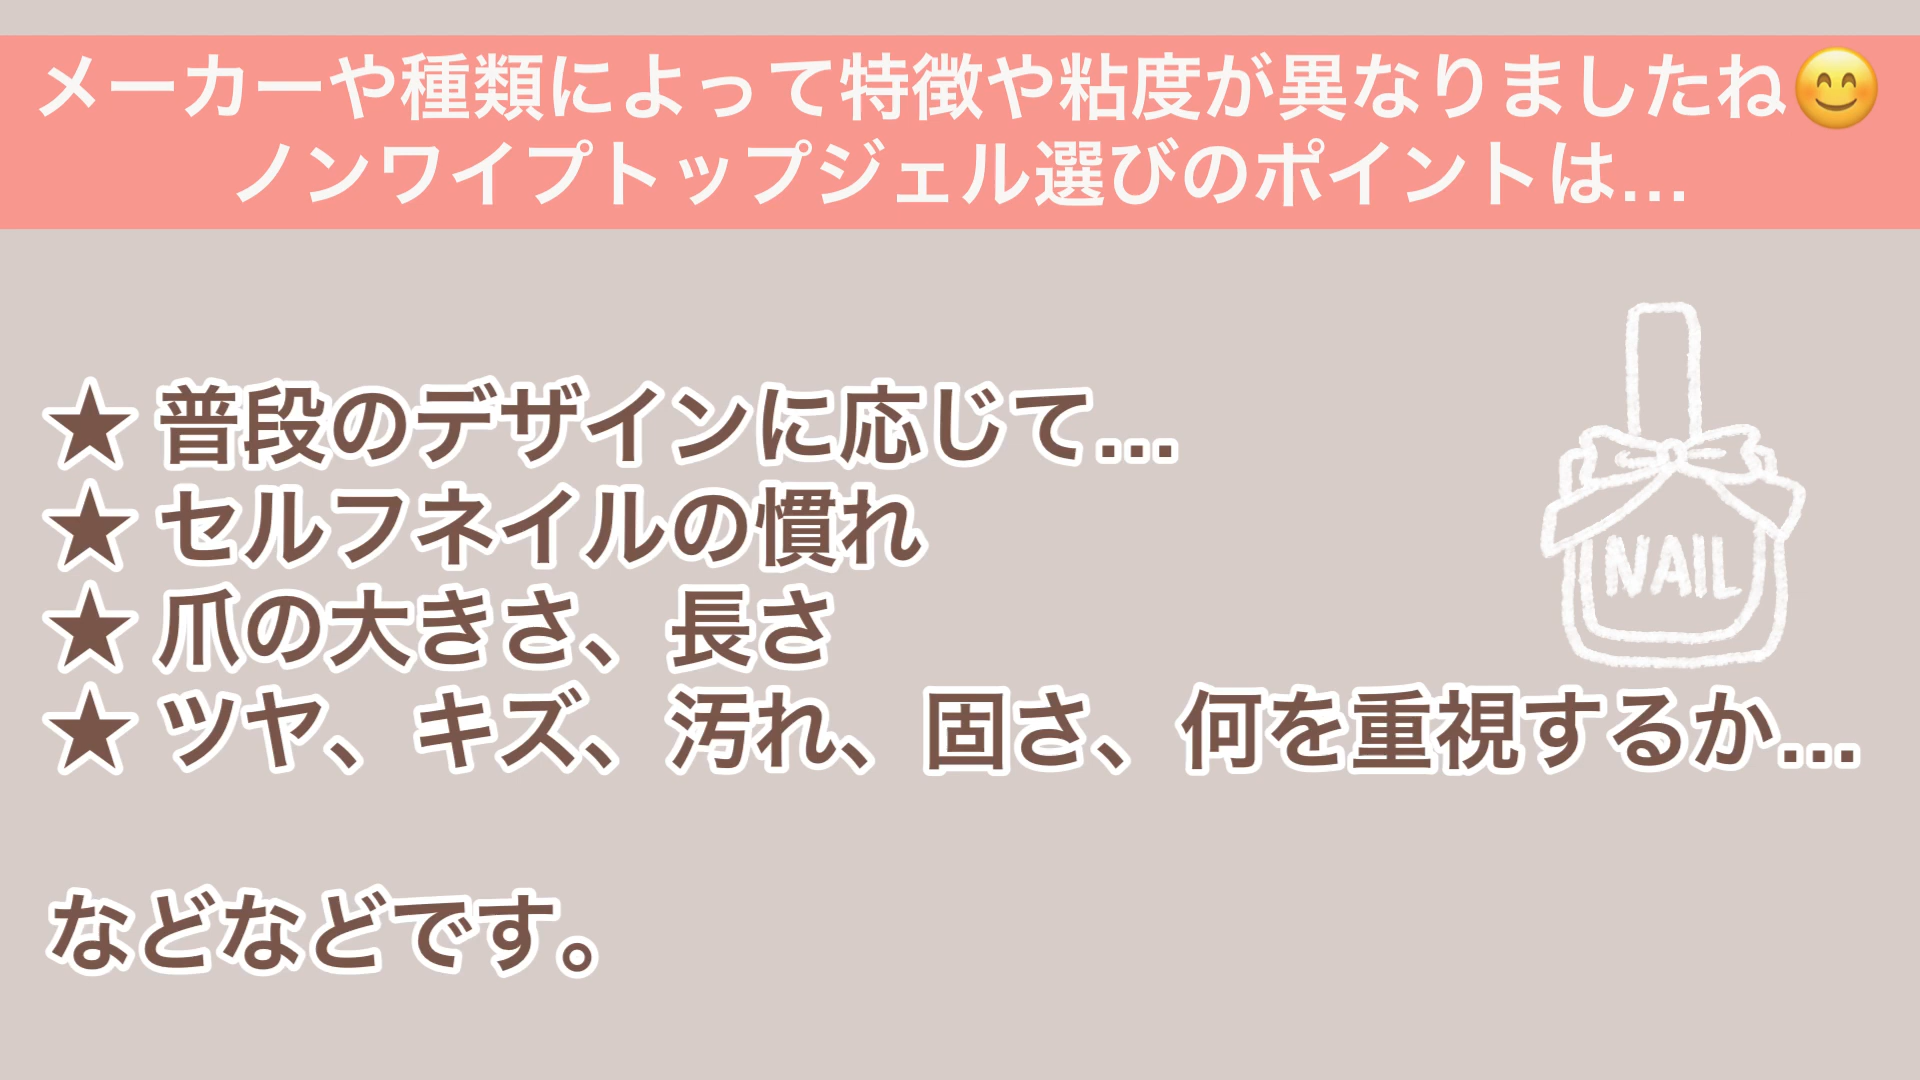 メーカーや種類によって特徴や粘度が異なりましたね😊
ノンワイプトップジェル選びのポイントは…
★ 普段のデザインに応じて…
★ セルフネイルの慣れ
★ 爪の大きさ、長さ
★ ツヤ、キズ、汚れ、固さ、何を重視するか…
などなどです。
NAIL